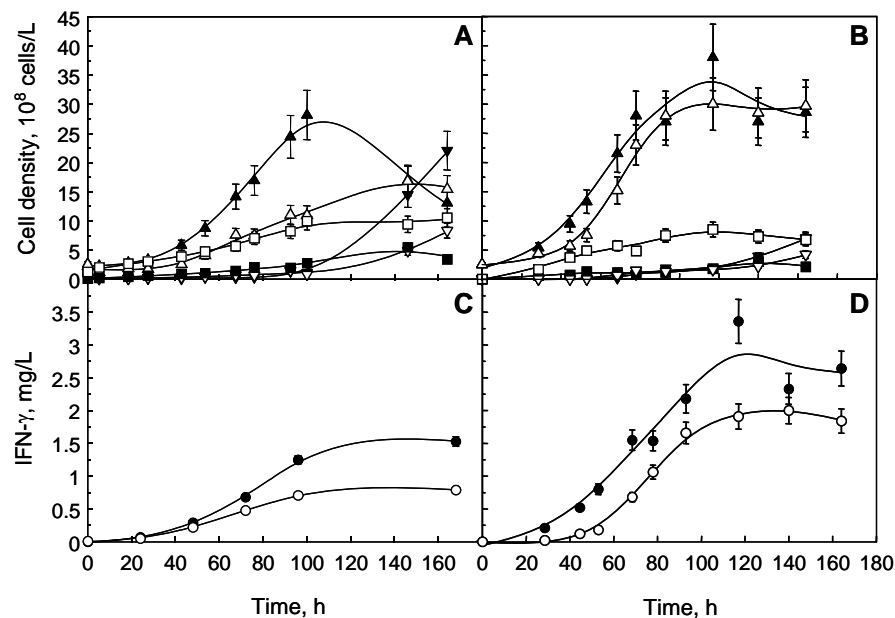 45
40
35
30
25
20
15
10
5
0
Cell density, 10⁸ cells/L
A
B
3.5
3
2.5
2
1.5
1
0.5
0
IFN-γ, mg/L
C
D
0 20 40 60 80 100 140 160
0 20 40 60 80 100 120 140 160 180
Time, h
Time, h